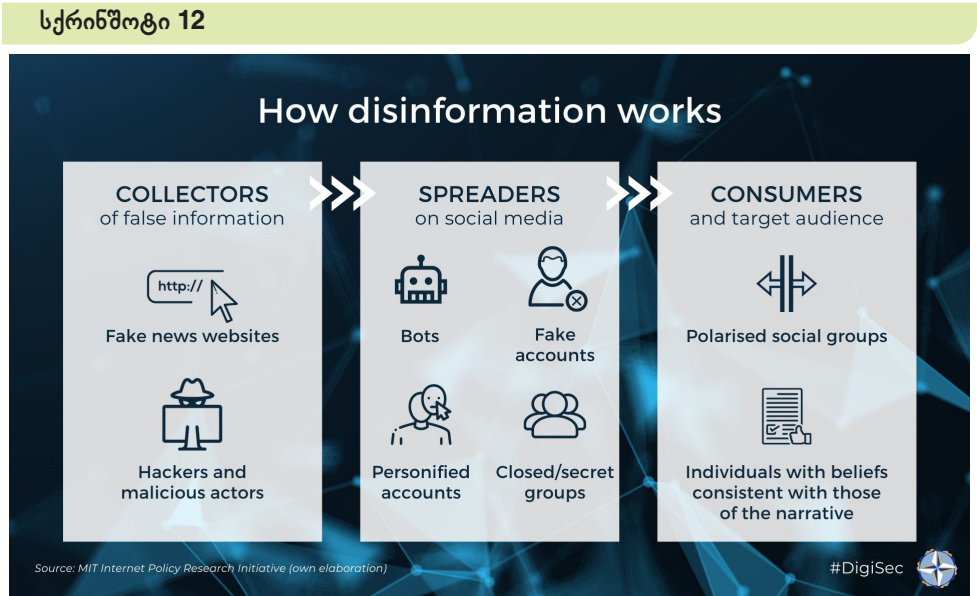 სქრინშოტი 12
How disinformation works
COLLECTORS
of false information
http://
Fake news websites
Hackers and
malicious actors
SPREADERS
on social media
Bots
Fake
accounts
Personified
accounts
Closed/secret
groups
CONSUMERS
and target audience
Polarised social groups
Individuals with beliefs
consistent with those
of the narrative
Source: MIT Internet Policy Research Initiative (own elaboration)
#DigiSec